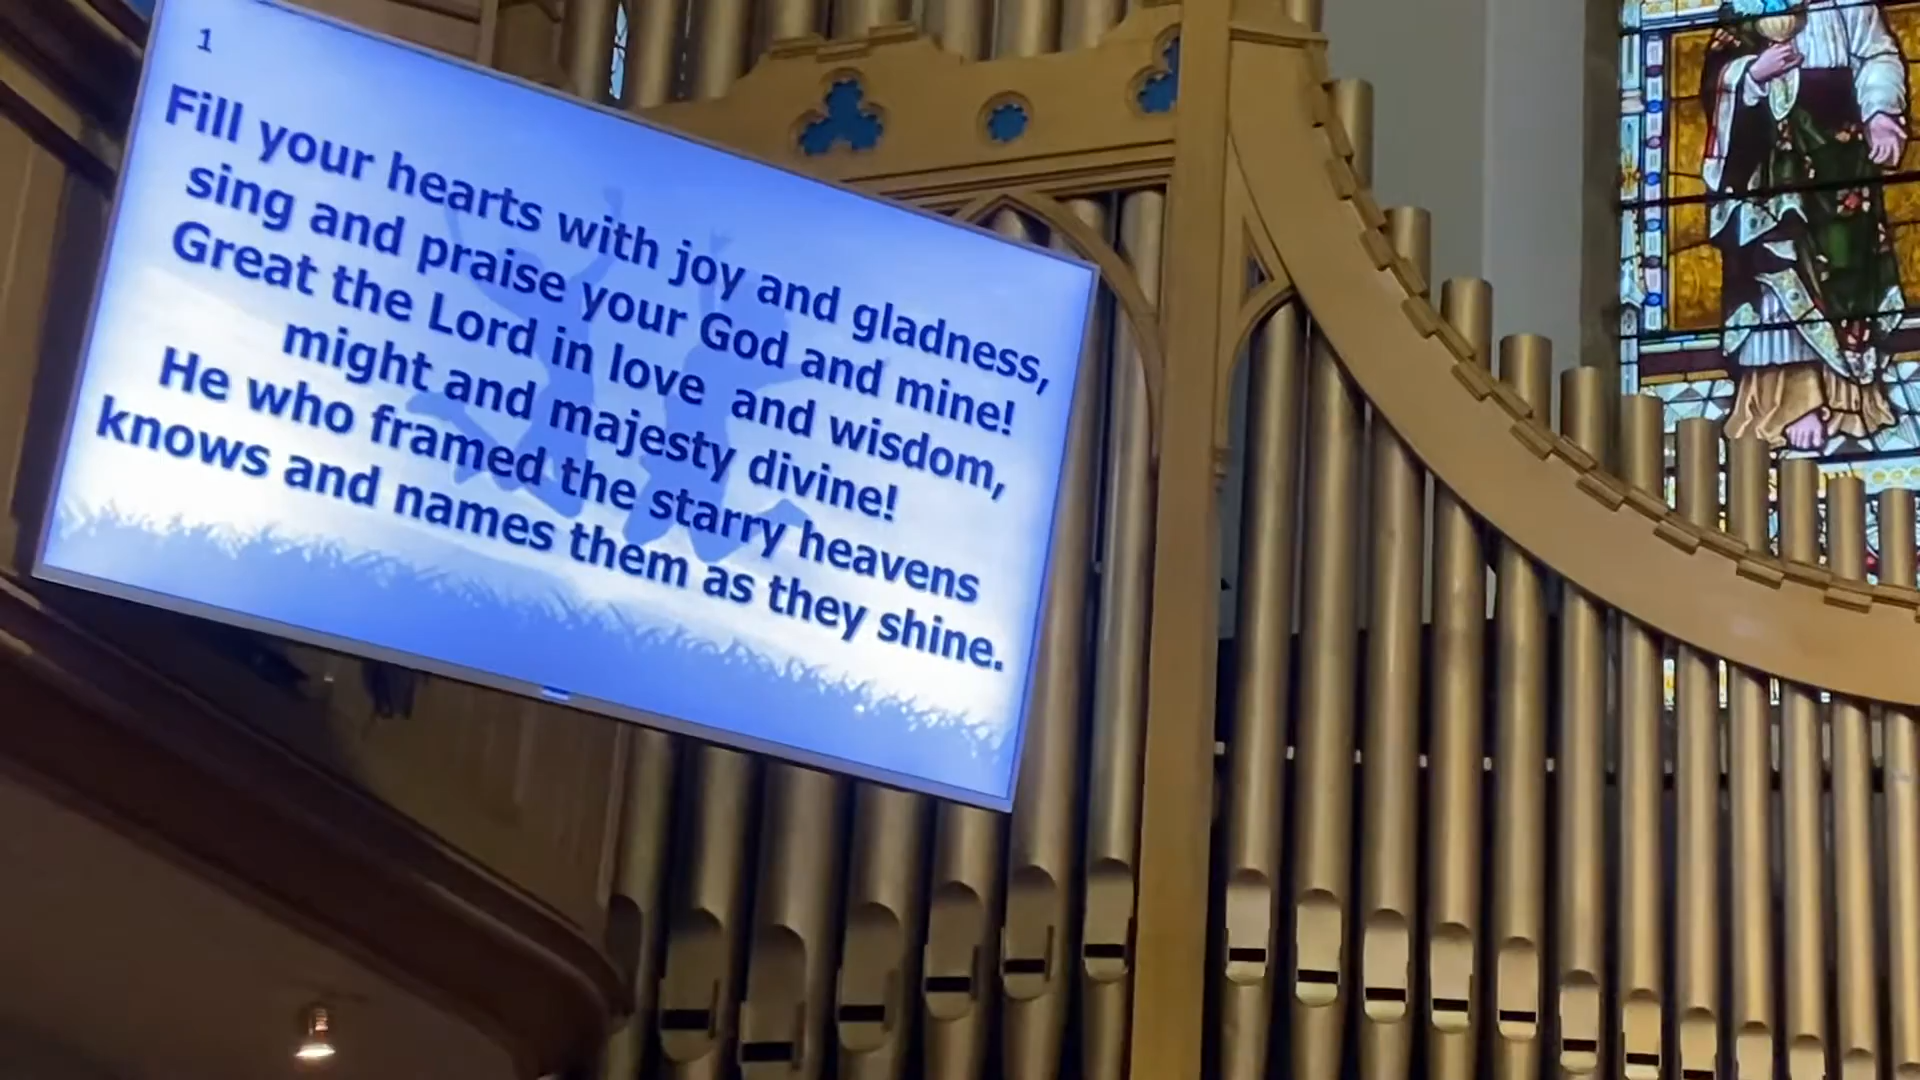 1
Fill your hearts with joy and gladness,
sing and praise your God and mine!
Great the Lord in love and wisdom,
might and majesty divine!
He who framed the starry heavens
knows and names them as they shine.